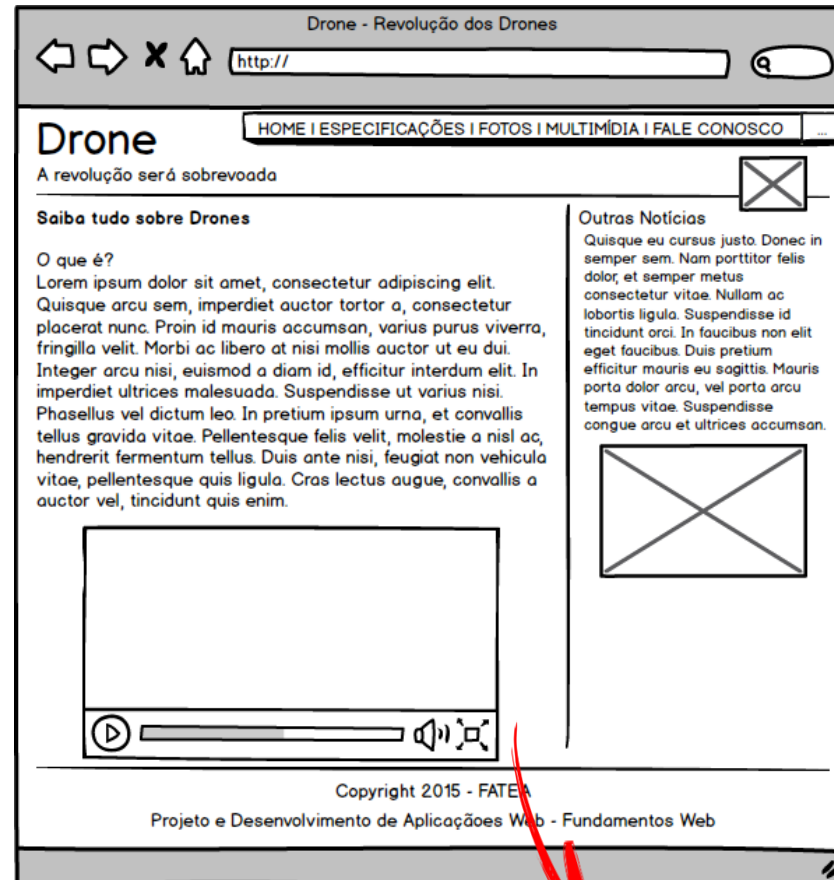 Drone - Revolução dos Drones
http://
HOME I ESPECIFICAÇÕES I FOTOS I MULTIMÍDIA I FALE CONOSCO
...
Drone
A revolução será sobrevoada
Saiba tudo sobre Drones
O que é?
Lorem ipsum dolor sit amet, consectetur adipiscing elit.
Quisque arcu sem, imperdiet auctor tortor a, consectetur
placerat nunc. Proin id mauris accumsan, varius purus viverra,
fringilla velit. Morbi ac libero at nisi mollis auctor ut eu dui.
Integer arcu nisi, euismod a diam id, efficitur interdum elit. In
imperdiet ultrices malesuada. Suspendisse ut varius nisi.
Phasellus vel dictum leo. In pretium ipsum urna, et convallis
tellus gravida vitae. Pellentesque felis velit, molestie a nisl ac,
hendrerit fermentum tellus. Duis ante nisi, feugiat non vehicula
vitae, pellentesque quis ligula. Cras lectus augue, convallis a
auctor vel, tincidunt quis enim.
Outras Notícias
Quisque eu cursus justo. Donec in
semper sem. Nam porttitor felis
dolor, et semper metus
consectetur vitae. Nullam ac
lobortis ligula. Suspendisse id
tincidunt orci. In faucibus non elit
eget faucibus. Duis pretium
efficitur mauris eu sagittis. Mauris
porta dolor arcu, vel porta arcu
tempus vitae. Suspendisse
congue arcu et ultrices accumsan.
Copyright 2015 - FATEA
Projeto e Desenvolvimento de Aplicaçãoes Web - Fundamentos Web